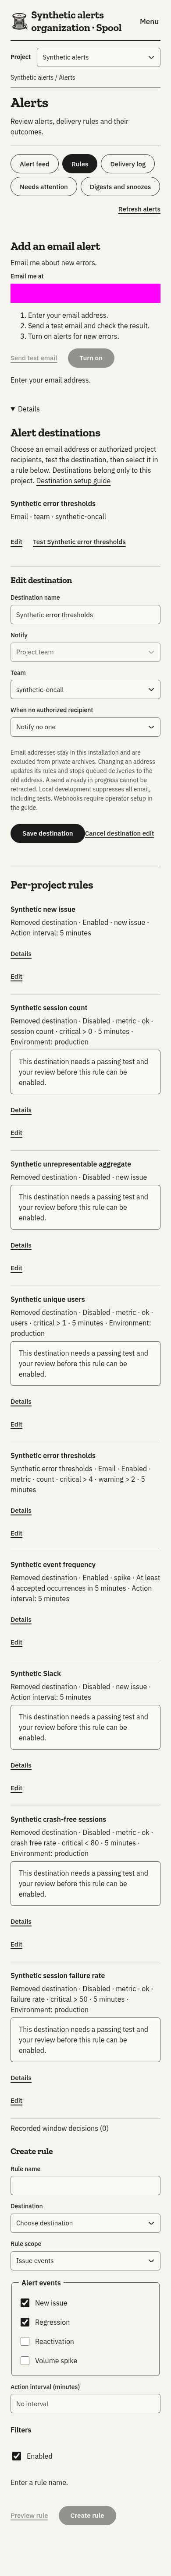 Synthetic alerts
organization · Spool
Menu
Project
Synthetic alerts
Synthetic alerts / Alerts
Alerts
Review alerts, delivery rules and their
outcomes.
Alert feed
Rules
Delivery log
Needs attention
Digests and snoozes
Refresh alerts
Add an email alert
Email me about new errors.
Email me at
1. Enter your email address.
2. Send a test email and check the result.
3. Turn on alerts for new errors.
Send test email
Turn on
Enter your email address.
▼ Details
Alert destinations
Choose an email address or authorized project
recipients, test the destination, then select it in
a rule below. Destinations belong only to this
project. Destination setup guide
Synthetic error thresholds
Email · team · synthetic-oncall
Edit
Test Synthetic error thresholds
Edit destination
Destination name
Synthetic error thresholds
Notify
Project team
Team
synthetic-oncall
When no authorized recipient
Notify no one
Email addresses stay in this installation and are
excluded from private archives. Changing an address
updates its rules and stops queued deliveries to the
old address. A send already in progress cannot be
retracted. Local development suppresses all email,
including tests. Webhooks require operator setup in
the guide.
Save destination
Cancel destination edit
Per-project rules
Synthetic new issue
Removed destination · Enabled · new issue ·
Action interval: 5 minutes
Details
Edit
Synthetic session count
Removed destination · Disabled · metric · ok ·
session count · critical > 0 · 5 minutes ·
Environment: production
This destination needs a passing test and
your review before this rule can be
enabled.
Details
Edit
Synthetic unrepresentable aggregate
Removed destination · Disabled · new issue
This destination needs a passing test and
your review before this rule can be
enabled.
Details
Edit
Synthetic unique users
Removed destination · Disabled · metric · ok ·
users · critical > 1 · 5 minutes · Environment:
production
This destination needs a passing test and
your review before this rule can be
enabled.
Details
Edit
Synthetic error thresholds
Synthetic error thresholds · Email · Enabled ·
metric · count · critical > 4 · warning > 2 · 5
minutes
Details
Edit
Synthetic event frequency
Removed destination · Enabled · spike · At least
4 accepted occurrences in 5 minutes · Action
interval: 5 minutes
Details
Edit
Synthetic Slack
Removed destination · Disabled · new issue ·
Action interval: 5 minutes
This destination needs a passing test and
your review before this rule can be
enabled.
Details
Edit
Synthetic crash-free sessions
Removed destination · Disabled · metric · ok ·
crash free rate · critical < 80 · 5 minutes ·
Environment: production
This destination needs a passing test and
your review before this rule can be
enabled.
Details
Edit
Synthetic session failure rate
Removed destination · Disabled · metric · ok ·
failure rate · critical > 50 · 5 minutes ·
Environment: production
This destination needs a passing test and
your review before this rule can be
enabled.
Details
Edit
Recorded window decisions (0)
Create rule
Rule name
Destination
Choose destination
Rule scope
Issue events
Alert events
New issue
Regression
Reactivation
Volume spike
Action interval (minutes)
No interval
Filters
Enabled
Enter a rule name.
Preview rule
Create rule